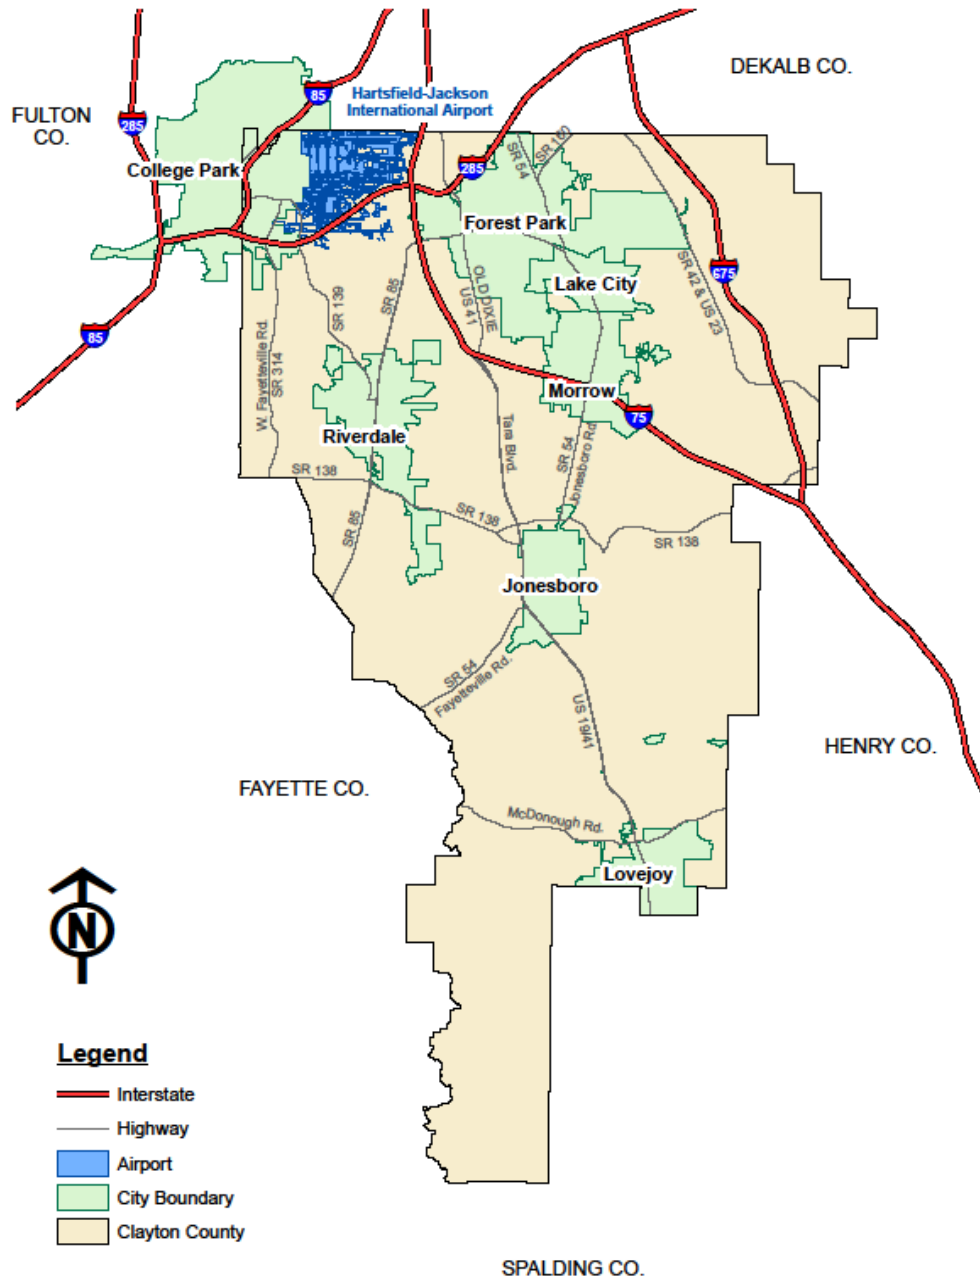 DEKALB CO.
85
Hartsfield-Jackson
International Airport
FULTON
CO.
285
SR 54
SR 160
285
College Park
Forest Park
675
SR 42 & US 23
Lake City
OLD DIXIE
US 41
SR 139
SR 85
85
W. Fayetteville Rd.
SR 314
Morrow
75
Riverdale
Tara Blvd.
SR 54
Jonesboro Rd.
SR 138
SR 138
SR 85
SR 138
Jonesboro
SR 54
Fayetteville Rd.
US 19/41
HENRY CO.
FAYETTE CO.
McDonough Rd.
Lovejoy
N
Legend
Interstate
Highway
Airport
City Boundary
Clayton County
SPALDING CO.